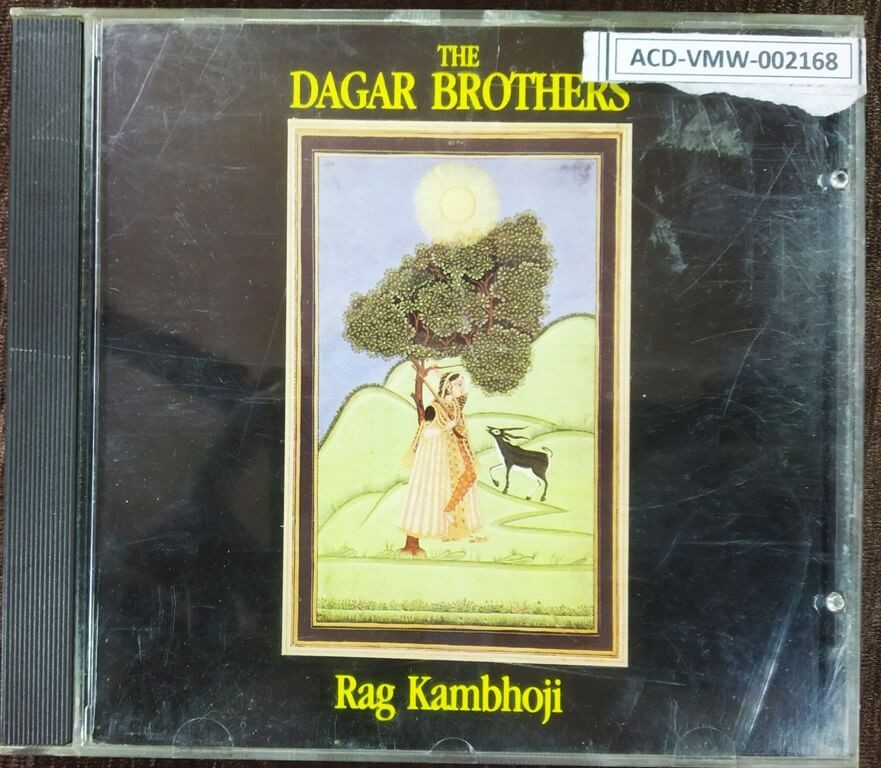 THE
DAGAR BROTHERS
ACD-VMW-002168
Rag Kambhoji